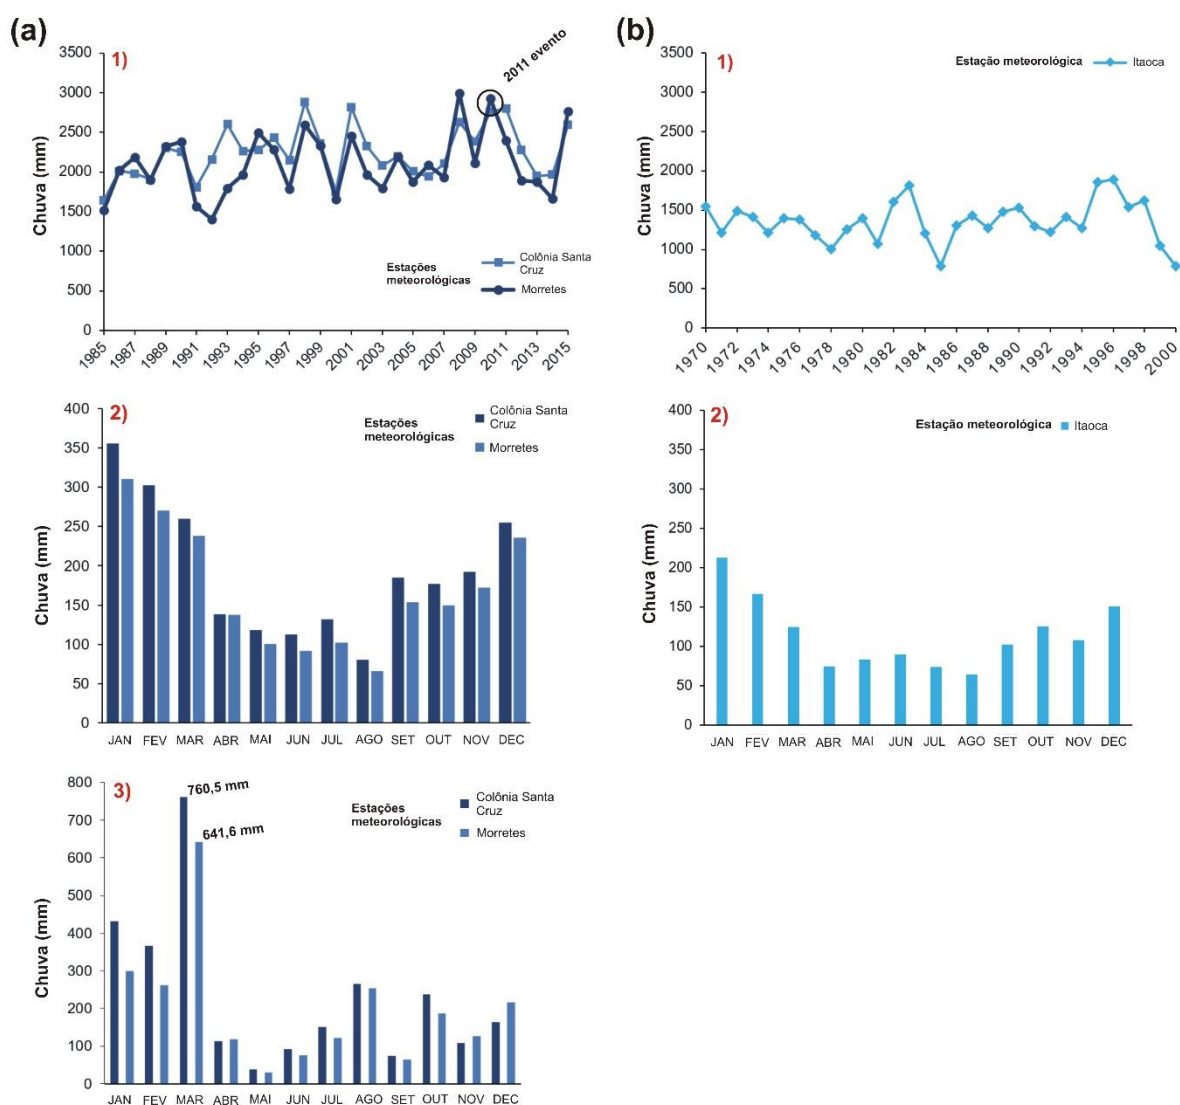 (a)
1)
3500
3000
2500
2000
1500
1000
500
0
Chuva (mm)
2011 evento
Estações
meteorológicas
Colônia Santa
Cruz
Morretes
1985
1987
1989
1991
1993
1995
1997
1999
2001
2003
2005
2007
2009
2011
2013
2015
2)
400
350
300
250
200
150
100
50
0
Chuva (mm)
Estações
meteorológicas
Colônia Santa
Cruz
Morretes
JAN FEV MAR ABR MAI JUN JUL AGO SET OUT NOV DEC
3)
800
700
600
500
400
300
200
100
0
Chuva (mm)
760,5 mm
641,6 mm
Estações
meteorológicas
Colônia Santa
Cruz
Morretes
JAN FEV MAR ABR MAI JUN JUL AGO SET OUT NOV DEC
(b)
1)
3500
3000
2500
2000
1500
1000
500
0
Chuva (mm)
Estação meteorológica Itaoca
1970
1972
1974
1976
1978
1980
1982
1984
1986
1988
1990
1992
1994
1996
1998
2000
2)
400
350
300
250
200
150
100
50
0
Chuva (mm)
Estação meteorológica Itaoca
JAN FEV MAR ABR MAI JUN JUL AGO SET OUT NOV DEC